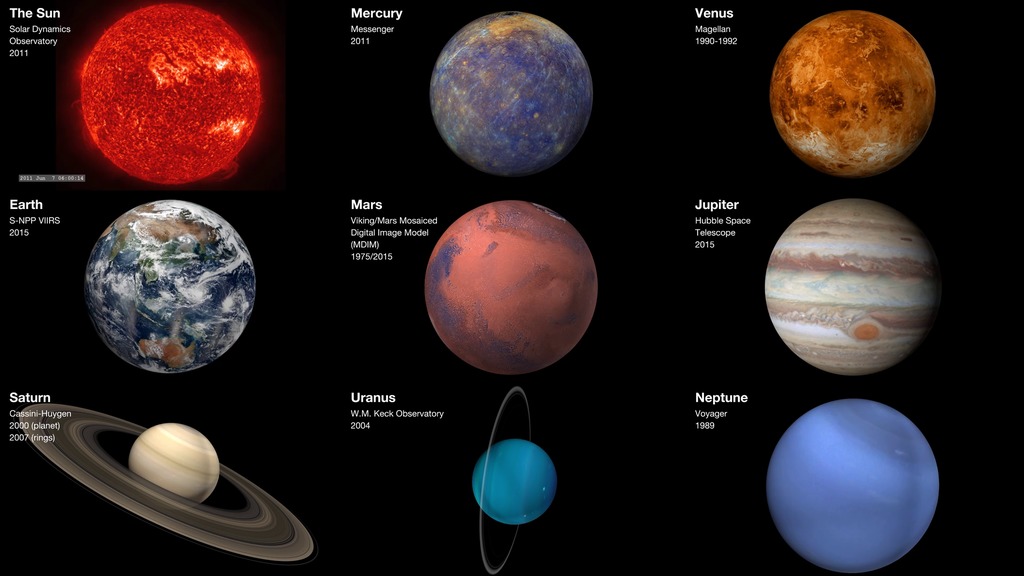 The Sun
Solar Dynamics
Observatory
2011
2011 Jun 7 06:00:14
Mercury
Messenger
2011
Venus
Magellan
1990-1992
Earth
S-NPP VIIRS
2015
Mars
Viking/Mars Mosaiced
Digital Image Model
(MDIM)
1975/2015
Jupiter
Hubble Space
Telescope
2015
Saturn
Cassini-Huygen
2000 (planet)
2007 (rings)
Uranus
W.M. Keck Observatory
2004
Neptune
Voyager
1989